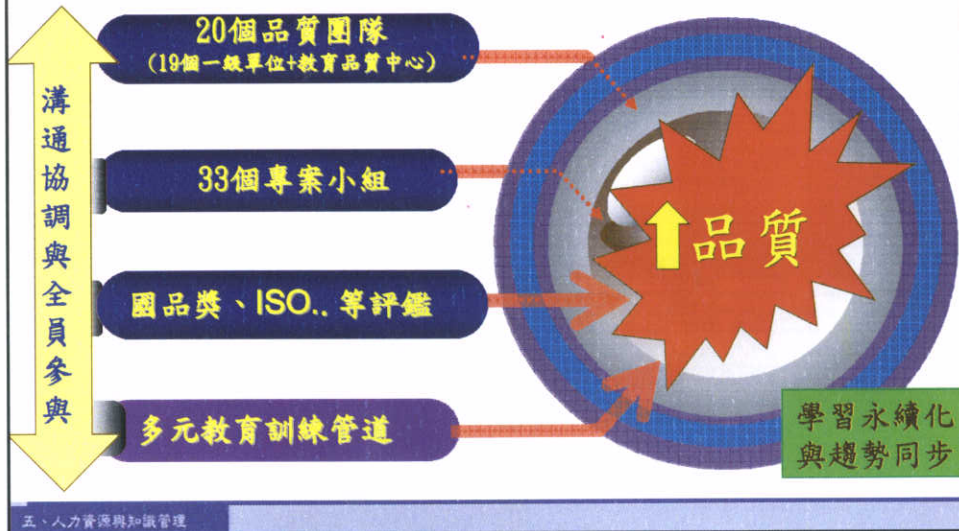 溝通協調與全員參與
20個品質團隊
(19個一級單位+教育品質中心)
33個專案小組
國品獎、ISO.. 等評鑑
多元教育訓練管道
品質
學習永續化
與趨勢同步
五、人力資源與知識管理